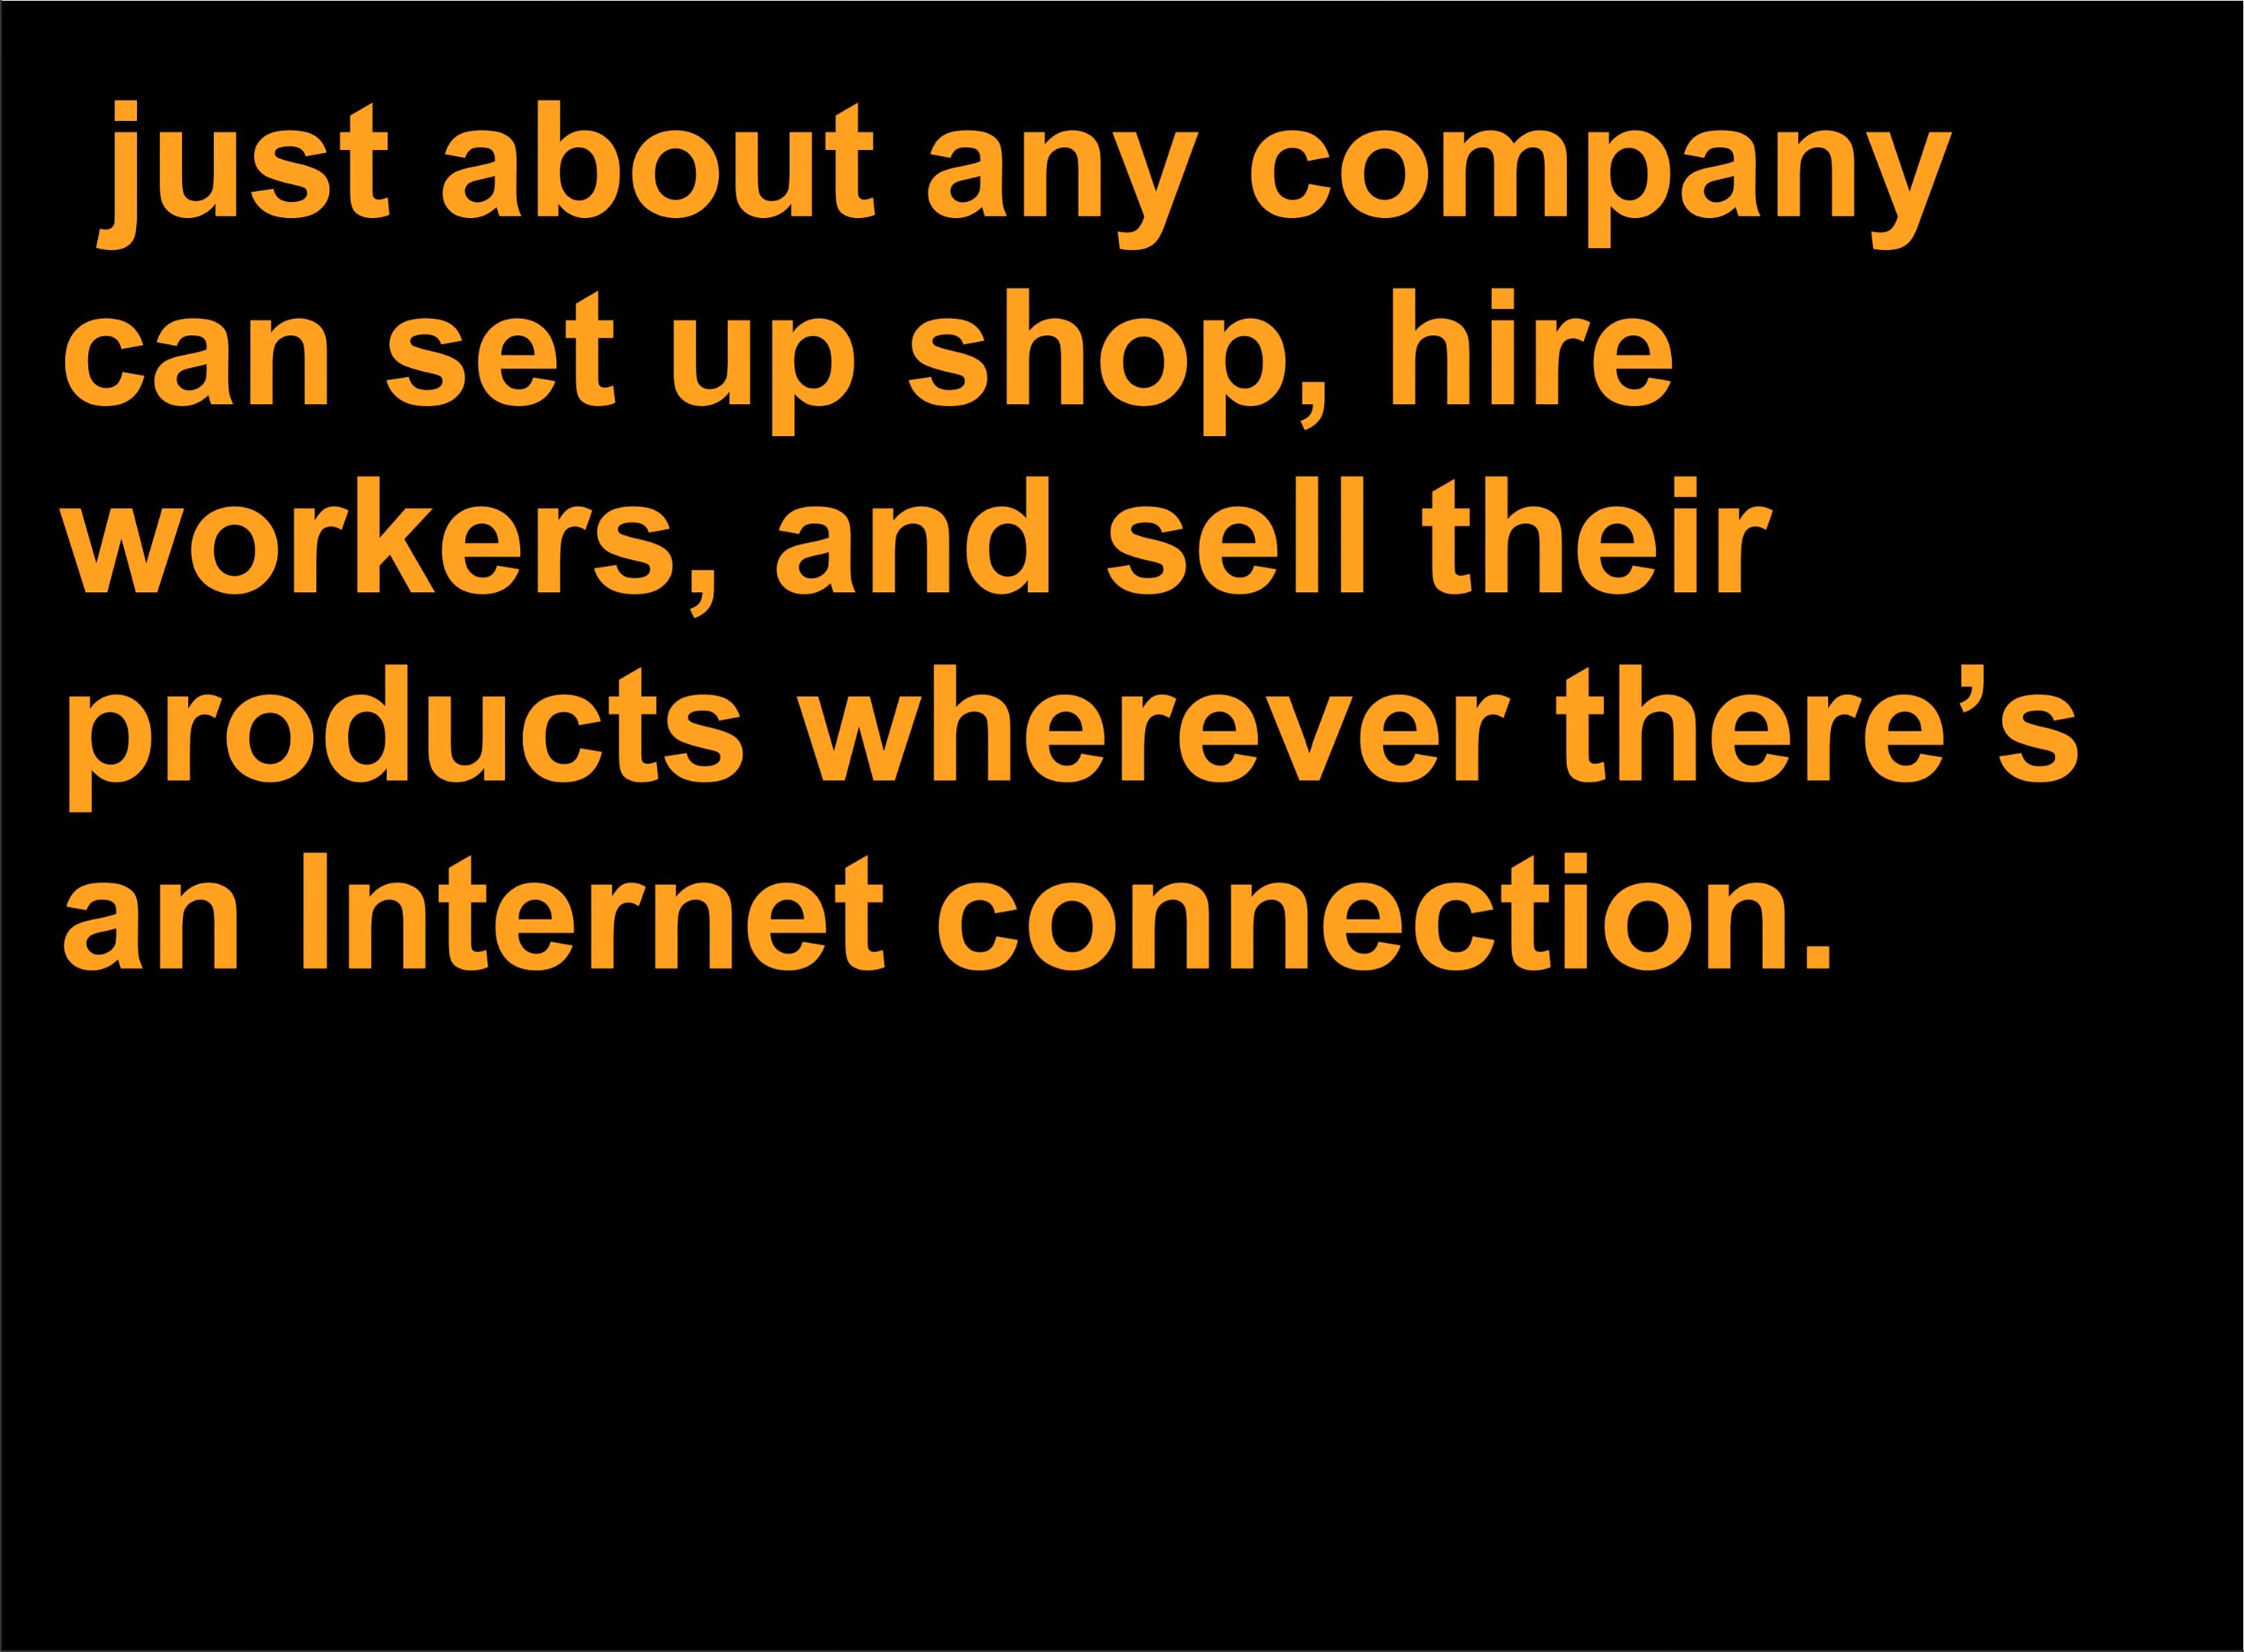 just about any company
can set up shop, hire
workers, and sell their
products wherever there’s
an Internet connection.